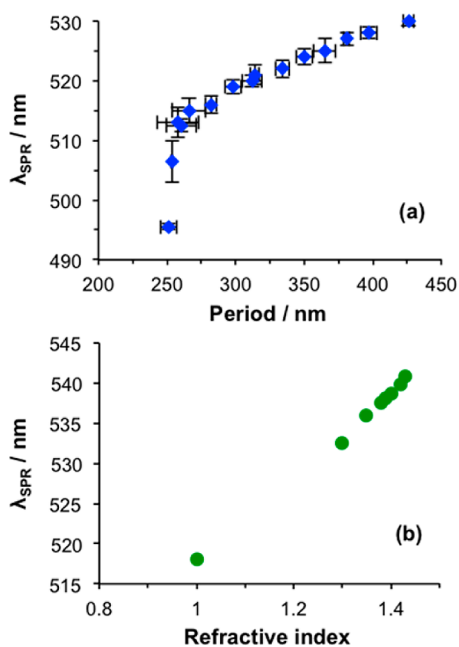 530
520
510
500
490
λSPR / nm
(a)
200 250 300 350 400 450
Period / nm
545
540
535
530
525
520
515
λSPR / nm
(b)
0.8 1 1.2 1.4
Refractive index